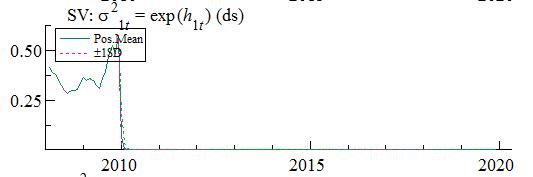 SV: σ²₁ₜ = exp(h₁ₜ) (ds)
Pos.Mean
±1SD
0.50
0.25
2010 2015 2020